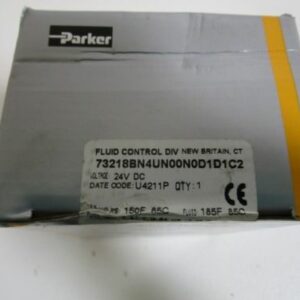 Parker
FLUID CONTROL DIV NEW BRITAIN, CT
73218BN4UN00N0D1D1C2
VOLTAGE: 24V DC
DATE CODE: U4211P QTY: 1
CE
150F 65C 185F 85C